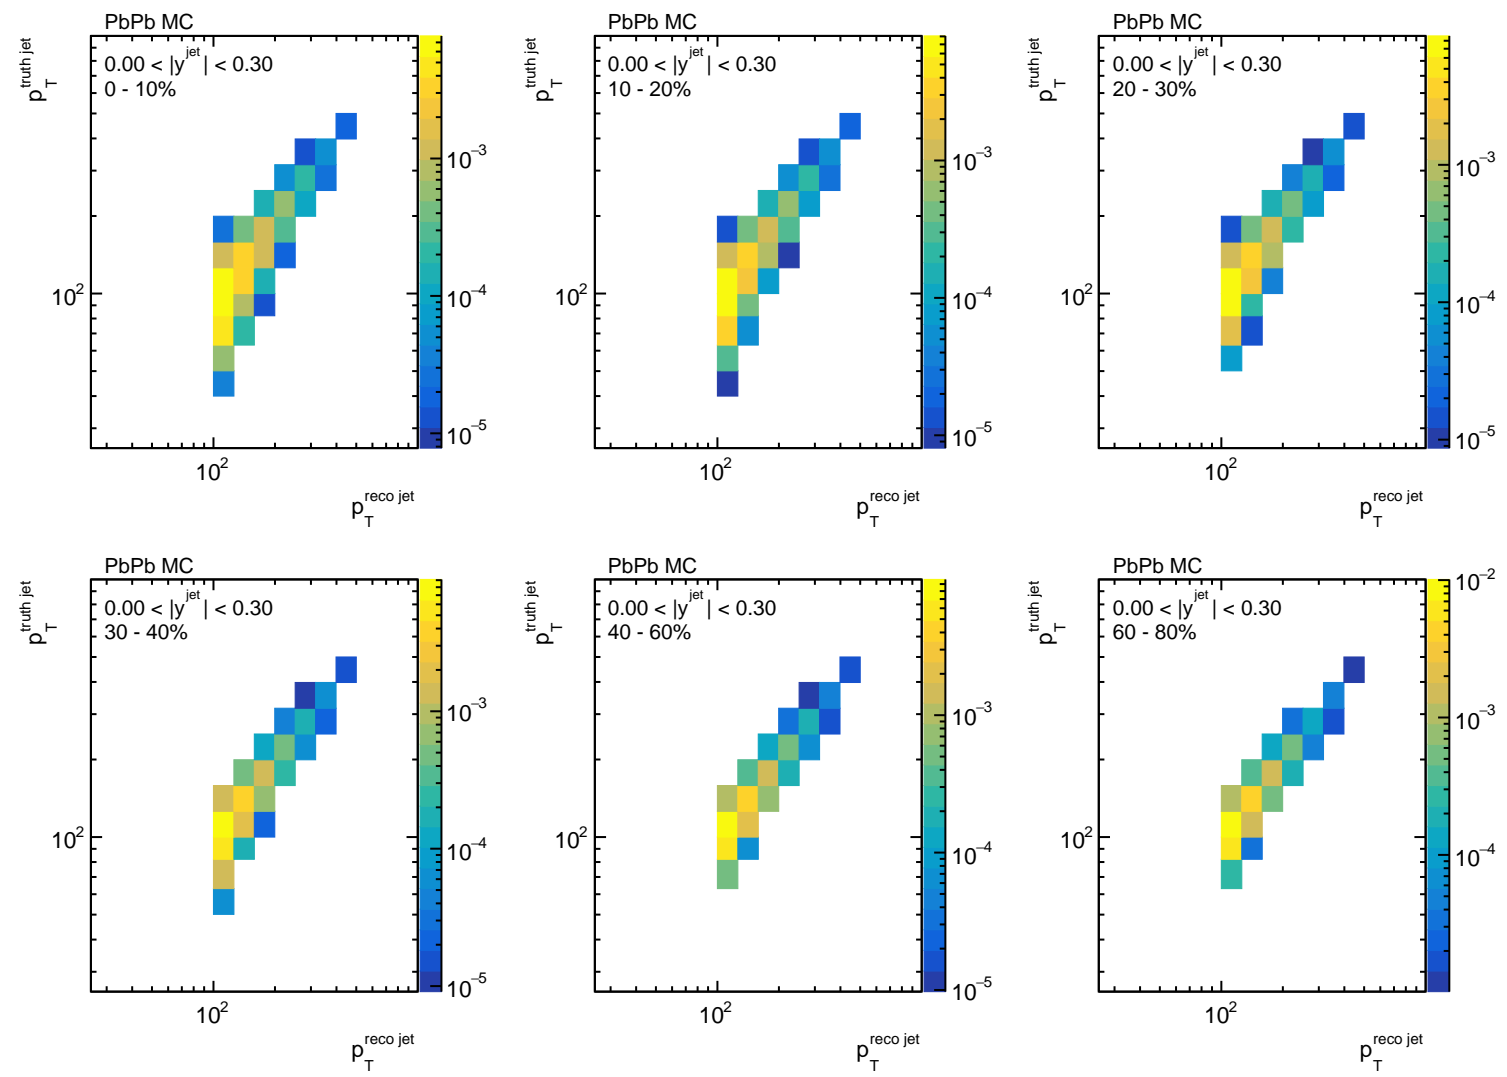 PbPb MC
0.00 < |y^jet| < 0.30
0 - 10%
p_T^truth jet
10^2
10^2
p_T^reco jet
10^−3
10^−4
10^−5
PbPb MC
0.00 < |y^jet| < 0.30
10 - 20%
p_T^truth jet
10^2
10^2
p_T^reco jet
10^−3
10^−4
10^−5
PbPb MC
0.00 < |y^jet| < 0.30
20 - 30%
p_T^truth jet
10^2
10^2
p_T^reco jet
10^−3
10^−4
10^−5
PbPb MC
0.00 < |y^jet| < 0.30
30 - 40%
p_T^truth jet
10^2
10^2
p_T^reco jet
10^−3
10^−4
10^−5
PbPb MC
0.00 < |y^jet| < 0.30
40 - 60%
p_T^truth jet
10^2
10^2
p_T^reco jet
10^−3
10^−4
10^−5
PbPb MC
0.00 < |y^jet| < 0.30
60 - 80%
p_T^truth jet
10^2
10^2
p_T^reco jet
10^−2
10^−3
10^−4